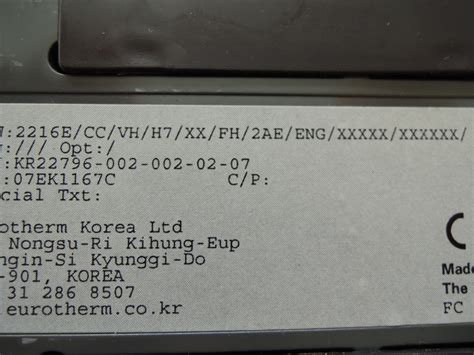 :2216E/CC/VH/H7/XX/FH/2AE/ENG/XXXXX/XXXXXX/
:/// Opt:/
:KR22796-002-002-02-07
:07EK1167C C/P:
cial Txt:
rotherm Korea Ltd
Nongsu-Ri Kihung-Eup
ngin-Si Kyunggi-Do
-901, KOREA
31 286 8507
eurotherm.co.kr
C
Made
The
FC